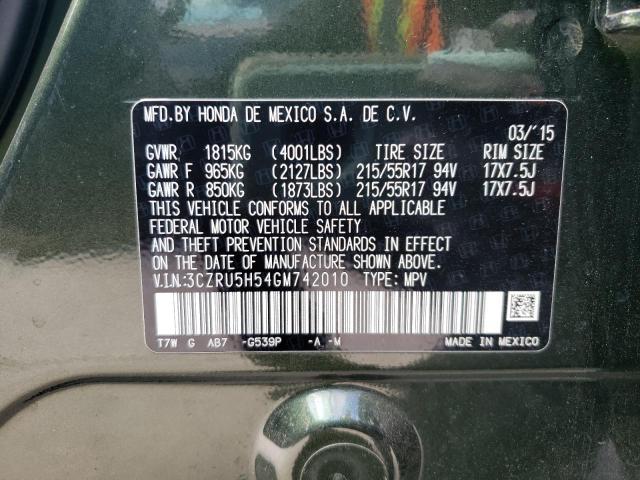 MFD.BY HONDA DE MEXICO S.A. DE C.V.
03/'15
GVWR 1815KG (4001LBS) TIRE SIZE RIM SIZE
GAWR F 965KG (2127LBS) 215/55R17 94V 17X7.5J
GAWR R 850KG (1873LBS) 215/55R17 94V 17X7.5J
THIS VEHICLE CONFORMS TO ALL APPLICABLE
FEDERAL MOTOR VEHICLE SAFETY
AND THEFT PREVENTION STANDARDS IN EFFECT
ON THE DATE OF MANUFACTURE SHOWN ABOVE.
V.I.N:3CZRU5H54GM742010 TYPE: MPV
T7W G AB7 -G539P -A -M MADE IN MEXICO